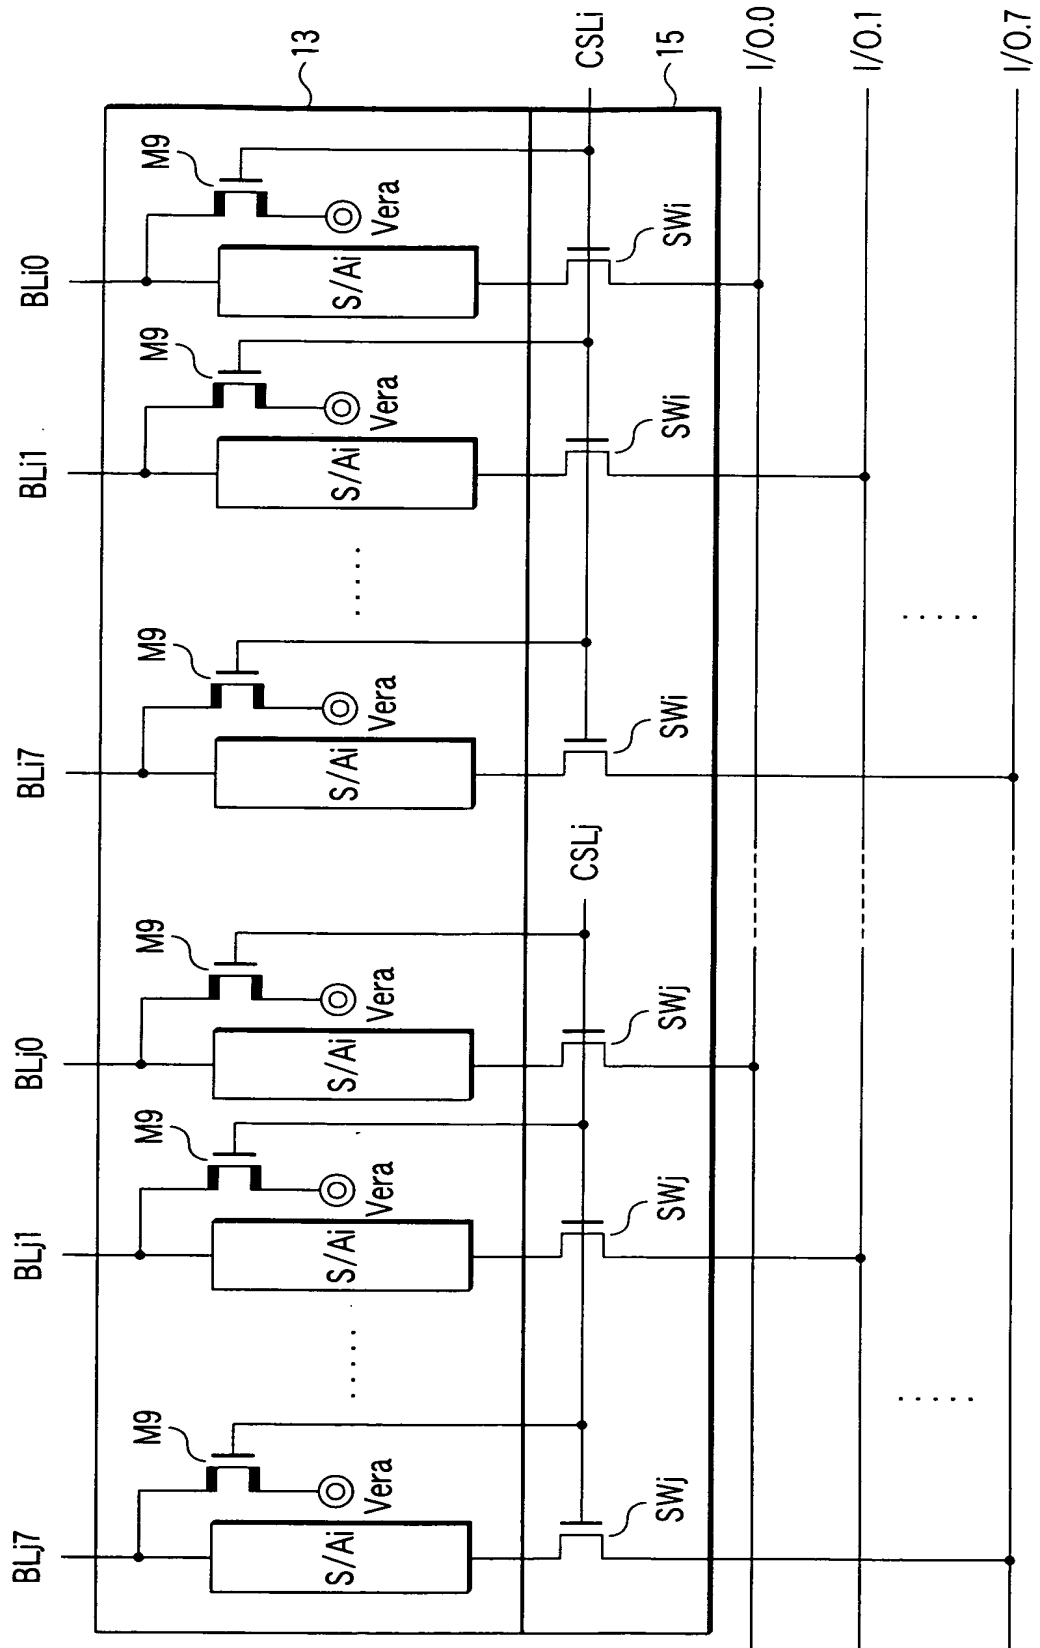 BLj7 BLj1 BLj0 BLi7 BLi1 BLi0
M9 M9 M9 M9 M9 M9
13
S/Ai S/Ai S/Ai S/Ai S/Ai S/Ai
Vera Vera Vera Vera Vera Vera
..... .....
CSLj CSLi
SWj SWj SWj SWi SWi SWi
15
I/O.0
I/O.1
..... .....
I/O.7